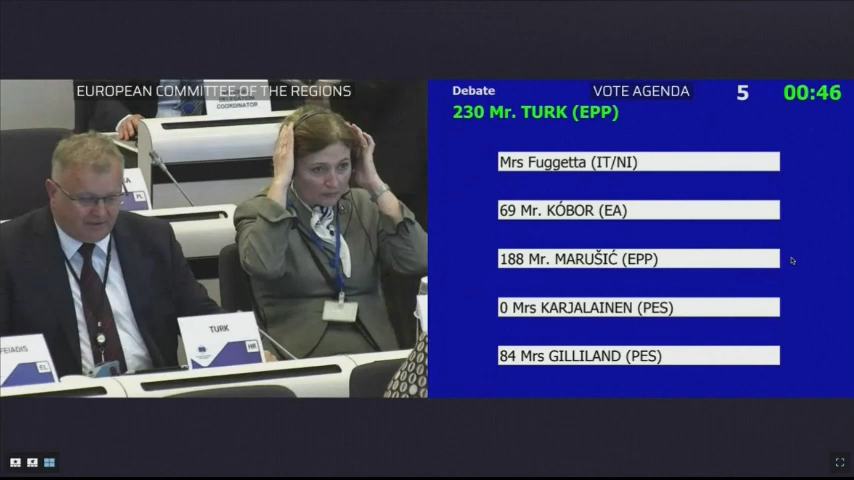 EUROPEAN COMMITTEE OF THE REGIONS
COORDINATOR
PL
TURK
HR
FEIADIS
EL
Debate
VOTE AGENDA
5
00:46
230 Mr. TURK (EPP)
Mrs Fuggetta (IT/NI)
69 Mr. KÓBOR (EA)
188 Mr. MARUŠIĆ (EPP)
0 Mrs KARJALAINEN (PES)
84 Mrs GILLILAND (PES)